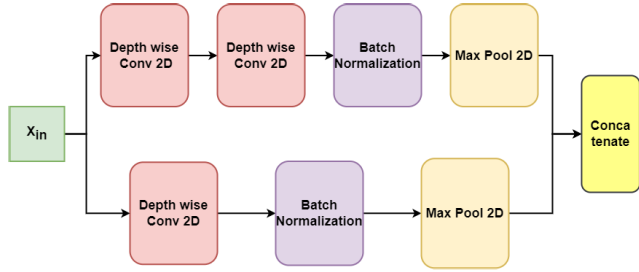 Depth wise
Conv 2D
Depth wise
Conv 2D
Batch
Normalization
Max Pool 2D
Xin
Conca
tenate
Depth wise
Conv 2D
Batch
Normalization
Max Pool 2D